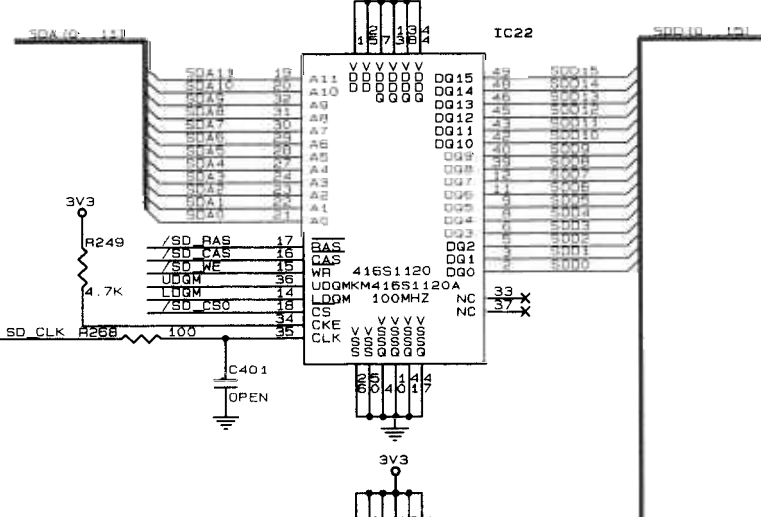 IC22
SDA[0..11]
SDD[0..15]
V V V V V V
D D D D D D
D D Q Q Q Q
SDA11 19 A11 DQ15 49 SDD15
SDA10 20 A10 DQ14 48 SDD14
SDA9 32 A9 DQ13 46 SDD13
SDA8 31 A8 DQ12 45 SDD12
SDA7 30 A7 DQ11 43 SDD11
SDA6 29 A6 DQ10 42 SDD10
SDA5 28 A5 DQ9 SDD9
SDA4 27 A4 DQ8 39 SDD8
SDA3 24 A3 DQ7 12 SDD7
SDA2 23 A2 DQ6 11 SDD6
SDA1 22 A1 DQ5 SDD5
SDA0 21 A0 DQ4 SDD4
DQ3 SDD3
3V3
R249
4.7K
/SD_RAS 17 RAS DQ2 SDD2
/SD_CAS 16 CAS DQ1 SDD1
/SD_WE 15 WR 416S1120 DQ0 SDD0
UDQM 36 UDQM KM416S1120A
LDQM 14 LDQM 100MHZ NC 33
/SD_CS0 18 CS NC 37
34 CKE
SD_CLK R268 100 35 CLK
V V V V V V
S S S S S S
S S Q Q Q Q
C401
OPEN
3V3